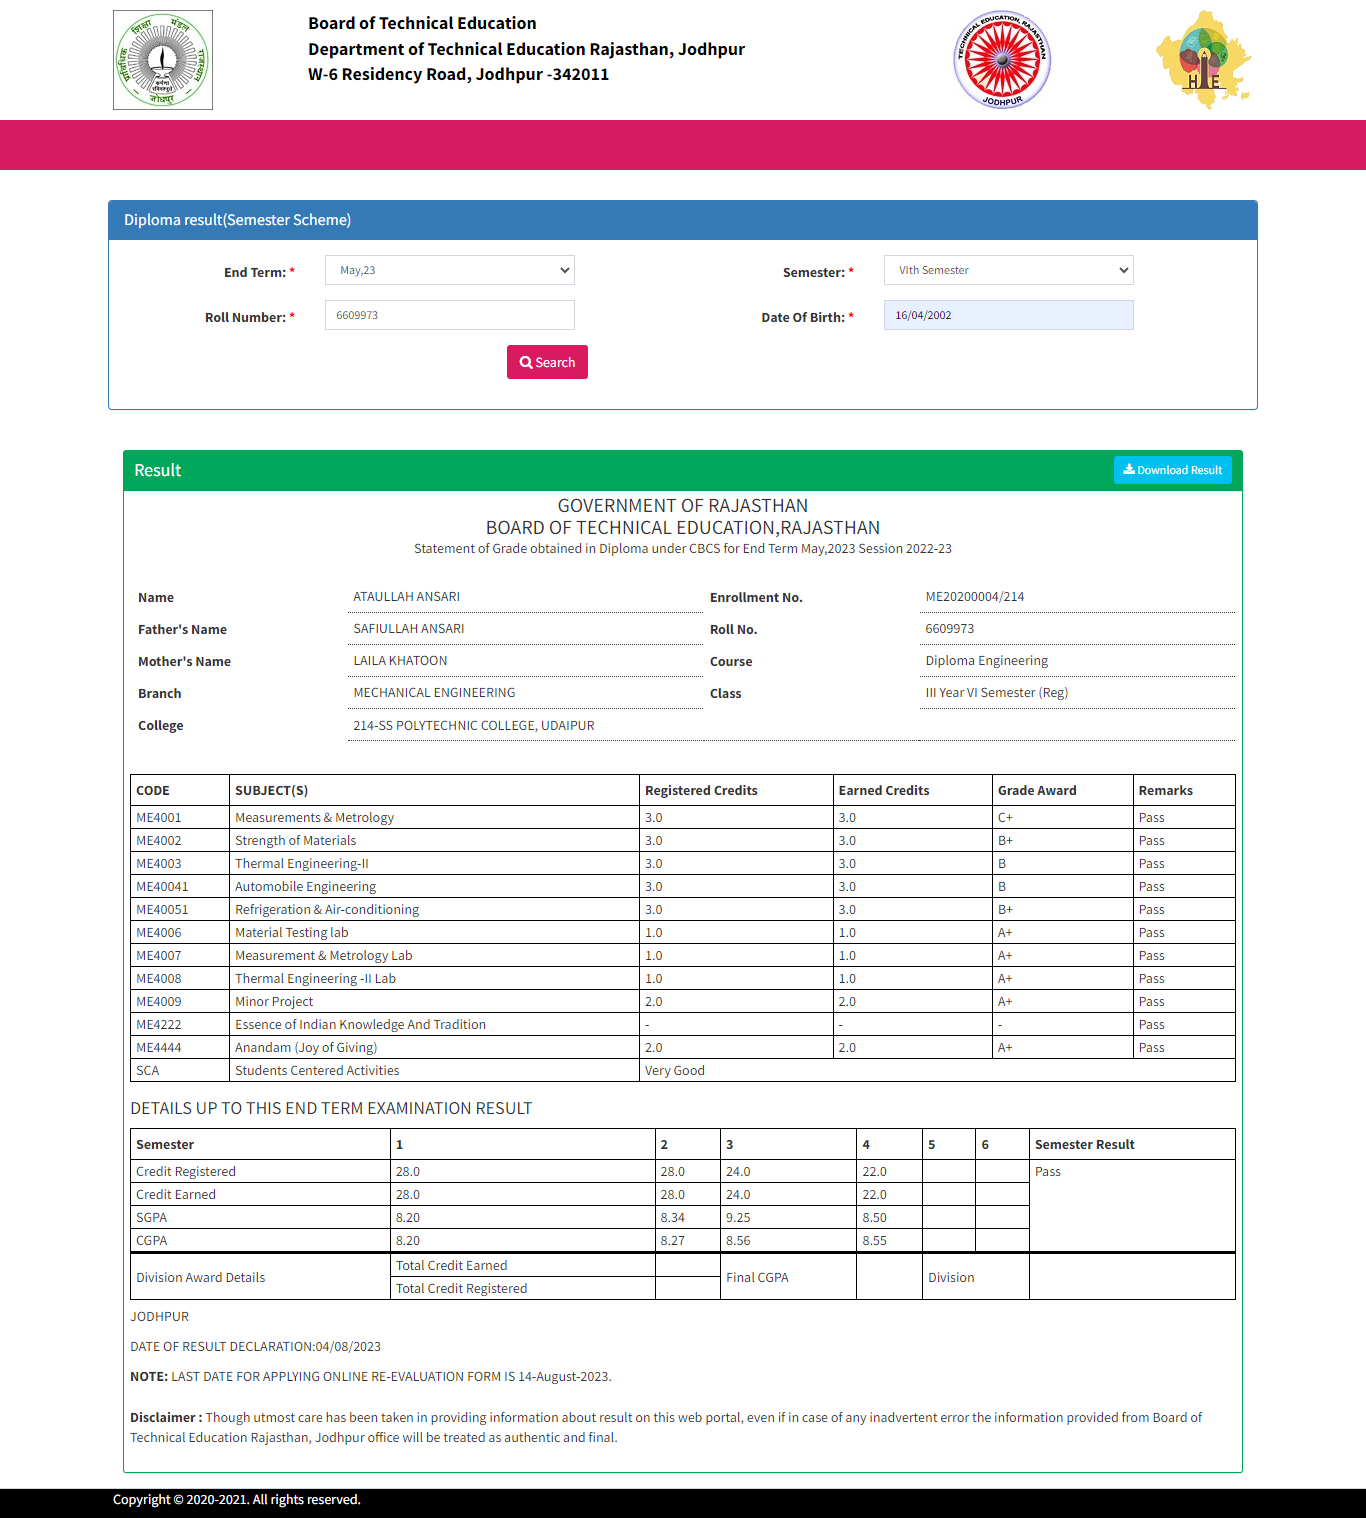 Board of Technical Education
Department of Technical Education Rajasthan, Jodhpur
W-6 Residency Road, Jodhpur -342011
प्राविधिक शिक्षा मंडल राजस्थान
जोधपुर
TECHNICAL EDUCATION, RAJASTHAN
JODHPUR
HTE
Diploma result(Semester Scheme)
End Term: * May,23 Semester: * VIth Semester
Roll Number: * 6609973 Date Of Birth: * 16/04/2002
Search
Result Download Result
GOVERNMENT OF RAJASTHAN
BOARD OF TECHNICAL EDUCATION,RAJASTHAN
Statement of Grade obtained in Diploma under CBCS for End Term May,2023 Session 2022-23
Name ATAULLAH ANSARI Enrollment No. ME20200004/214
Father's Name SAFIULLAH ANSARI Roll No. 6609973
Mother's Name LAILA KHATOON Course Diploma Engineering
Branch MECHANICAL ENGINEERING Class III Year VI Semester (Reg)
College 214-SS POLYTECHNIC COLLEGE, UDAIPUR
CODE SUBJECT(S) Registered Credits Earned Credits Grade Award Remarks
ME4001 Measurements & Metrology 3.0 3.0 C+ Pass
ME4002 Strength of Materials 3.0 3.0 B+ Pass
ME4003 Thermal Engineering-II 3.0 3.0 B Pass
ME40041 Automobile Engineering 3.0 3.0 B Pass
ME40051 Refrigeration & Air-conditioning 3.0 3.0 B+ Pass
ME4006 Material Testing lab 1.0 1.0 A+ Pass
ME4007 Measurement & Metrology Lab 1.0 1.0 A+ Pass
ME4008 Thermal Engineering -II Lab 1.0 1.0 A+ Pass
ME4009 Minor Project 2.0 2.0 A+ Pass
ME4222 Essence of Indian Knowledge And Tradition - - - Pass
ME4444 Anandam (Joy of Giving) 2.0 2.0 A+ Pass
SCA Students Centered Activities Very Good
DETAILS UP TO THIS END TERM EXAMINATION RESULT
Semester 1 2 3 4 5 6 Semester Result
Credit Registered 28.0 28.0 24.0 22.0 Pass
Credit Earned 28.0 28.0 24.0 22.0
SGPA 8.20 8.34 9.25 8.50
CGPA 8.20 8.27 8.56 8.55
Total Credit Earned
Division Award Details Final CGPA Division
Total Credit Registered
JODHPUR
DATE OF RESULT DECLARATION:04/08/2023
NOTE: LAST DATE FOR APPLYING ONLINE RE-EVALUATION FORM IS 14-August-2023.
Disclaimer : Though utmost care has been taken in providing information about result on this web portal, even if in case of any inadvertent error the information provided from Board of
Technical Education Rajasthan, Jodhpur office will be treated as authentic and final.
Copyright © 2020-2021. All rights reserved.